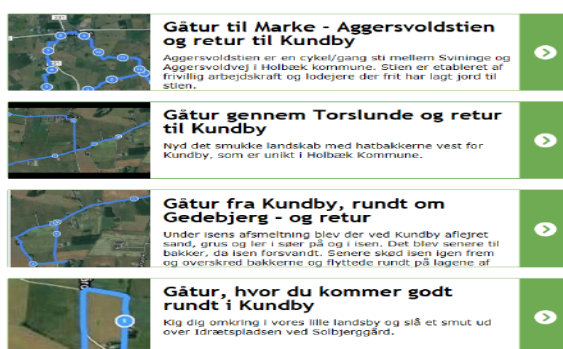 Gåtur til Marke - Aggersvoldstien
og retur til Kundby
Aggersvoldstien er en cykel/gang sti mellem Svininge og
Aggersvoldvej i Holbæk kommune. Stien er etableret af
frivillig arbejdskraft og lodejere der frit har lagt jord til
stien.
Gåtur gennem Torslunde og retur
til Kundby
Nyd det smukke landskab med hatbakkerne vest for
Kundby, som er unikt i Holbæk Kommune.
Gåtur fra Kundby, rundt om
Gedebjerg - og retur
Under isens afsmeltning blev der ved Kundby aflejret
sand, grus og ler i søer på og i isen. Det blev senere til
bakker, da isen forsvandt. Senere skød isen igen frem
og overskred bakkerne og flyttede rundt på lagene af
Gåtur, hvor du kommer godt
rundt i Kundby
Kig dig omkring i vores lille landsby og slå et smut ud
over Idrætspladsen ved Solbjerggård.